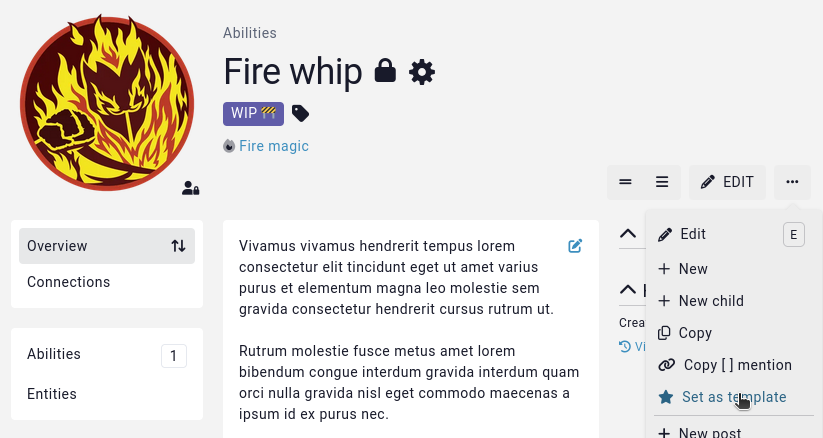 Abilities
Fire whip
WIP 🚧
Fire magic
EDIT
Overview
Connections
Abilities 1
Entities
Vivamus vivamus hendrerit tempus lorem
consectetur elit tincidunt eget ut amet varius
purus et elementum magna leo molestie sem
gravida consectetur hendrerit cursus rutrum ut.
Rutrum molestie fusce metus amet lorem
bibendum congue interdum gravida interdum quam
orci nulla gravida nisl eget commodo maecenas a
ipsum id ex purus nec.
Crea
Vi
Edit E
New
New child
Copy
Copy [ ] mention
Set as template
New post